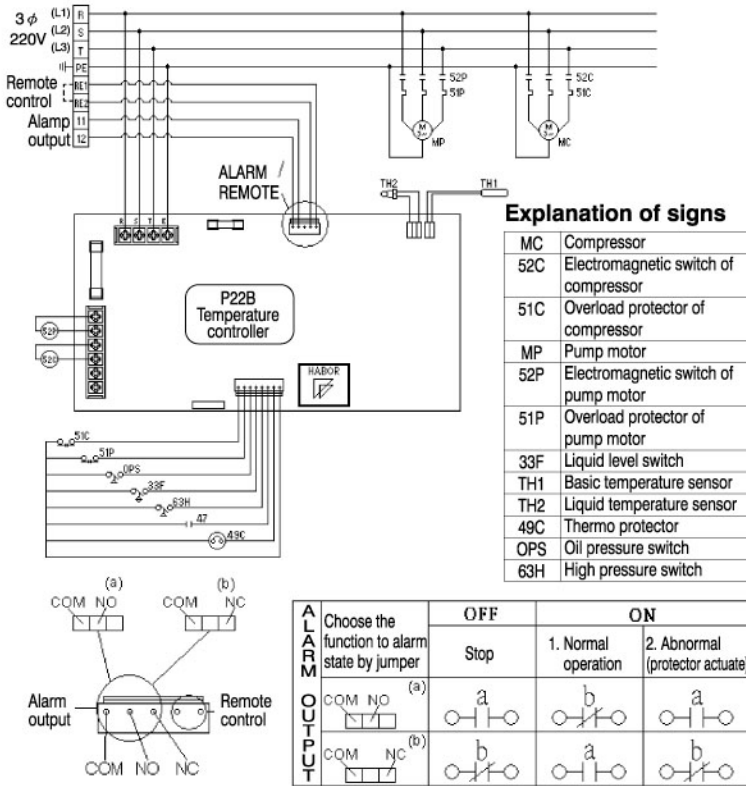 3 φ
220V
(L1) R
(L2) S
(L3) T
PE
Remote
control
RE1
RE2
Alamp
output
11
12
52P
51P
M
3~
MP
52C
51C
M
3~
MC
ALARM /
REMOTE
TH2
TH1
R S T E
P22B
Temperature
controller
52P
52C
HABOR
51C
51P
OPS
33F
63H
47
49C
Explanation of signs
MC Compressor
52C Electromagnetic switch of
compressor
51C Overload protector of
compressor
MP Pump motor
52P Electromagnetic switch of
pump motor
51P Overload protector of
pump motor
33F Liquid level switch
TH1 Basic temperature sensor
TH2 Liquid temperature sensor
49C Thermo protector
OPS Oil pressure switch
63H High pressure switch
(a)
COM NO
(b)
COM NC
Alarm
output
Remote
control
COM NO NC
ALARM OUTPUT
Choose the
function to alarm
state by jumper
OFF
ON
Stop
1. Normal
operation
2. Abnormal
(protector actuate)
(a)
COM NO
a
b
a
(b)
COM NC
b
a
b